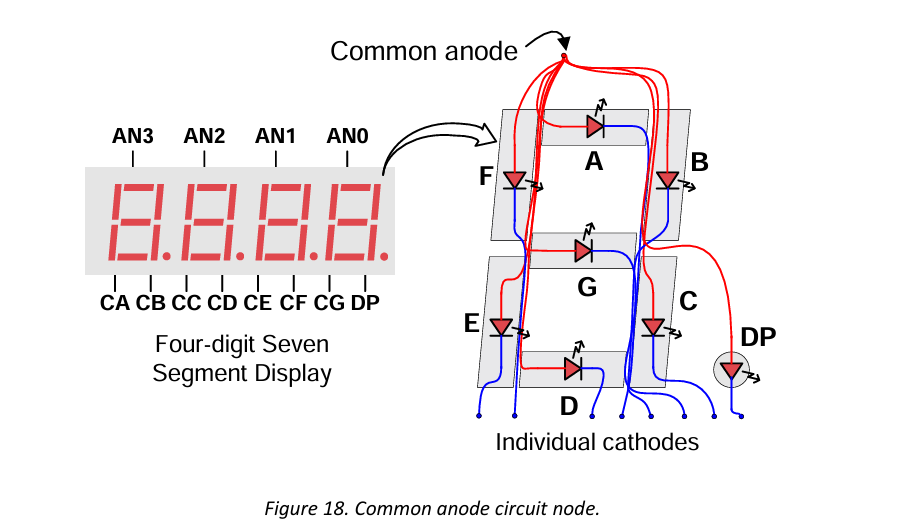 Common anode
AN3 AN2 AN1 AN0
F A B
G
E C
D DP
CA CB CC CD CE CF CG DP
Four-digit Seven
Segment Display
Individual cathodes
Figure 18. Common anode circuit node.